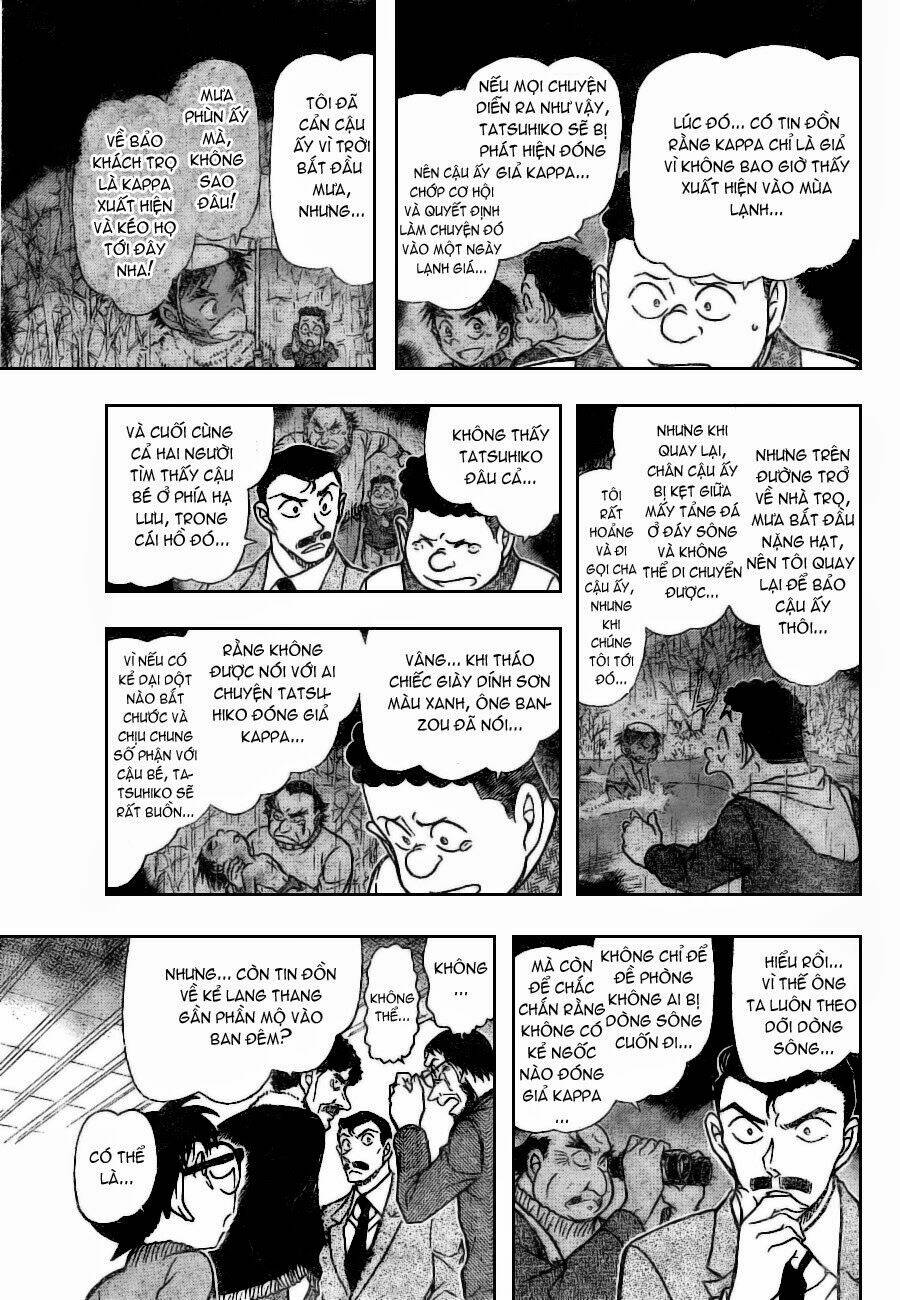 LÚC ĐÓ... CÓ TIN ĐỒN
RẰNG KAPPA CHỈ LÀ GIẢ
VÌ KHÔNG BAO GIỜ THẤY
XUẤT HIỆN VÀO MÙA
LẠNH...
NẾU MỌI CHUYỆN
DIỄN RA NHƯ VẬY,
TATSUHIKO SẼ BỊ
PHÁT HIỆN ĐÓNG
GIẢ KAPPA...
NÊN CẬU ẤY
CHỚP CƠ HỘI
VÀ QUYẾT ĐỊNH
LÀM CHUYỆN ĐÓ
VÀO MỘT NGÀY
LẠNH GIÁ...
TÔI ĐÃ
CẢN CẬU
ẤY VÌ TRỜI
BẮT ĐẦU
MƯA,
NHƯNG...
MƯA
PHÙN ẤY
MÀ,
KHÔNG
SAO
ĐÂU!
VỀ BẢO
KHÁCH TRỌ
LÀ KAPPA
XUẤT HIỆN
VÀ KÉO HỌ
TỚI ĐÂY
NHA!
NHƯNG TRÊN
ĐƯỜNG TRỞ
VỀ NHÀ TRỌ,
MƯA BẮT ĐẦU
NẶNG HẠT,
NÊN TÔI QUAY
LẠI ĐỂ BẢO
CẬU ẤY
THÔI...
NHƯNG KHI
QUAY LẠI,
CHÂN CẬU ẤY
BỊ KẸT GIỮA
MẤY TẢNG ĐÁ
Ở ĐÁY SÔNG
VÀ KHÔNG
THỂ DI CHUYỂN
ĐƯỢC...
TÔI
RẤT
HOẢNG
VÀ ĐI
GỌI CHA
CẬU ẤY,
NHƯNG
KHI
CHÚNG
TÔI TỚI
ĐÓ...
KHÔNG THẤY
TATSUHIKO
ĐÂU CẢ...
VÀ CUỐI CÙNG
CẢ HAI NGƯỜI
TÌM THẤY CẬU
BÉ Ở PHÍA HẠ
LƯU, TRONG
CÁI HỒ ĐÓ...
VÂNG... KHI THÁO
CHIẾC GIÀY DÍNH SƠN
MÀU XANH, ÔNG BAN-
ZOU ĐÃ NÓI...
RẰNG KHÔNG
ĐƯỢC NÓI VỚI AI
CHUYỆN TATSU-
HIKO ĐÓNG GIẢ
KAPPA...
VÌ NẾU CÓ
KẺ DẠI DỘT
NÀO BẮT
CHƯỚC VÀ
CHỊU CHUNG
SỐ PHẬN VỚI
CẬU BÉ, TA-
TSUHIKO SẼ
RẤT BUỒN...
HIỂU RỒI...
VÌ THẾ ÔNG
TA LUÔN THEO
DÕI DÒNG
SÔNG...
KHÔNG CHỈ ĐỂ
ĐỀ PHÒNG
KHÔNG AI BỊ
DÒNG SÔNG
CUỐN ĐI...
MÀ CÒN
ĐỂ CHẮC
CHẮN RẰNG
KHÔNG CÓ
KẺ NGỐC
NÀO ĐÓNG
GIẢ KAPPA
...
KHÔNG
...
KHÔNG
THỂ...
NHƯNG... CÒN TIN ĐỒN
VỀ KẺ LANG THANG
GẦN PHẦN MỘ VÀO
BAN ĐÊM?
CÓ THỂ
LÀ...